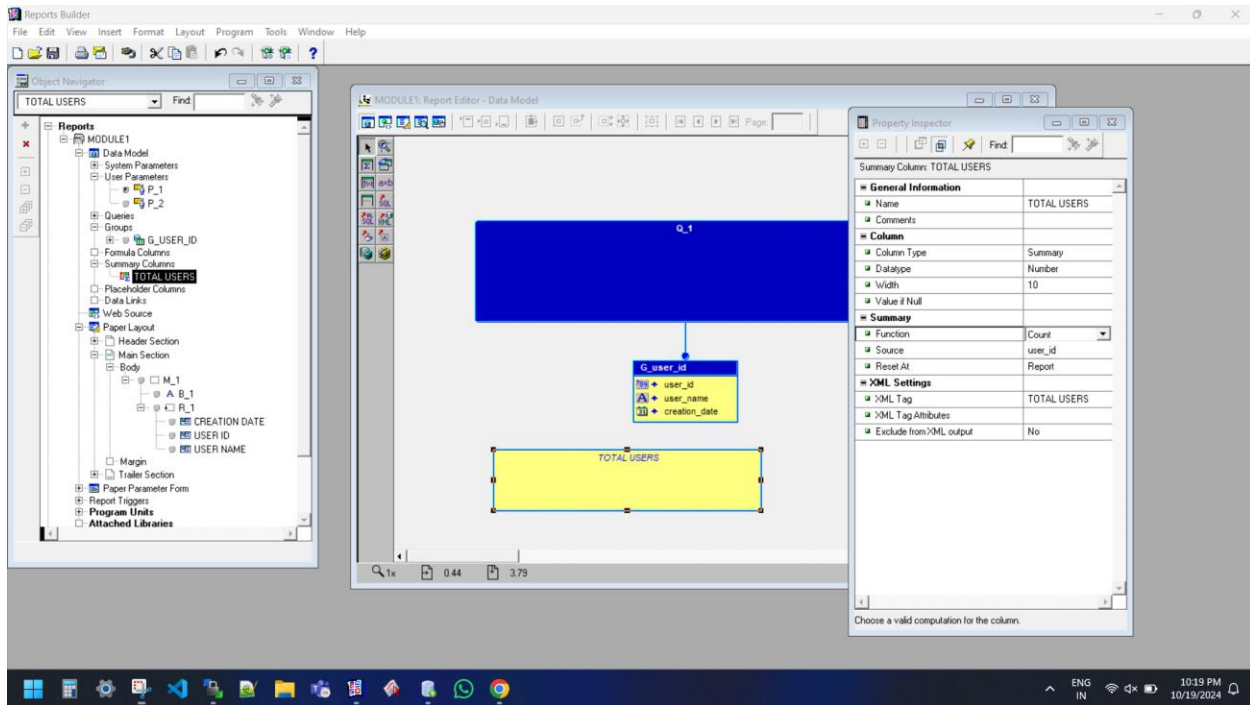 Reports Builder
File Edit View Insert Format Layout Program Tools Window Help
Object Navigator
TOTAL USERS Find:
Reports
MODULE1
Data Model
System Parameters
User Parameters
P_1
P_2
Queries
Groups
G_USER_ID
Formula Columns
Summary Columns
TOTAL USERS
Placeholder Columns
Data Links
Web Source
Paper Layout
Header Section
Main Section
Body
M_1
A B_1
R_1
CREATION DATE
USER ID
USER NAME
Margin
Trailer Section
Paper Parameter Form
Report Triggers
Program Units
Attached Libraries
MODULE1: Report Editor - Data Model
Page:
a=b
SQL
SQL XML
Q_1
G_user_id
789 user_id
A user_name
31 creation_date
TOTAL USERS
1x 0.44 3.79
Property Inspector
Find:
Summary Column: TOTAL USERS
General Information
Name TOTAL USERS
Comments
Column
Column Type Summary
Datatype Number
Width 10
Value if Null
Summary
Function Count
Source user_id
Reset At Report
XML Settings
XML Tag TOTAL USERS
XML Tag Attributes
Exclude from XML output No
Choose a valid computation for the column.
ENG
IN
10:19 PM
10/19/2024